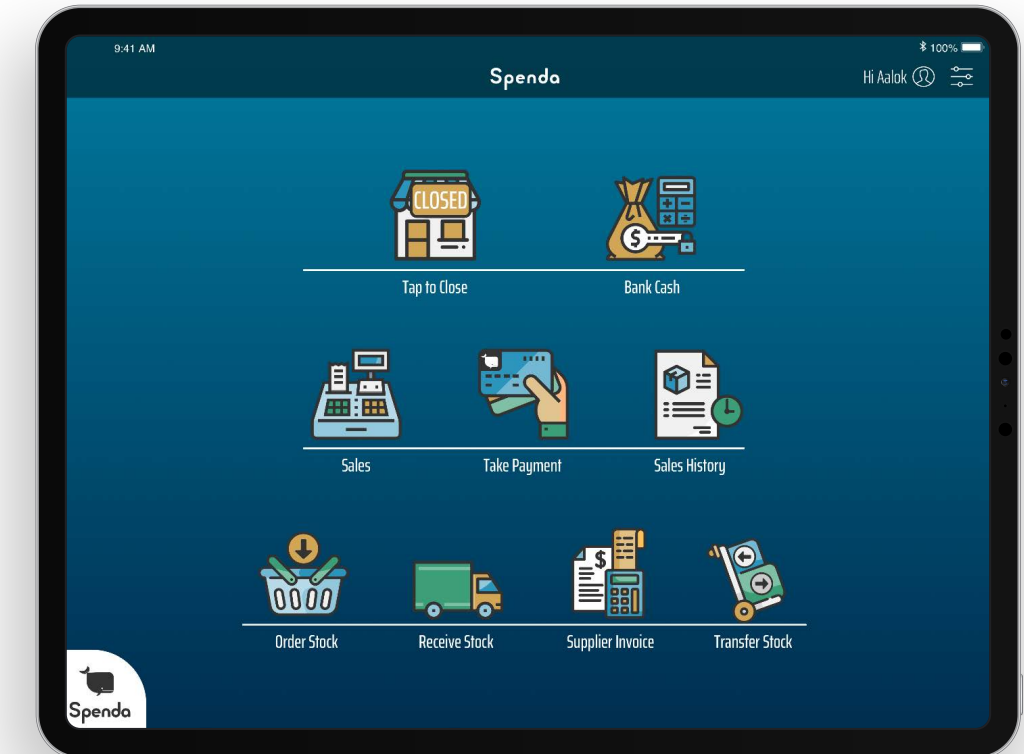 9:41 AM
100%
Spenda
Hi Aalok
CLOSED
$
Tap to Close
Bank Cash
Sales
Take Payment
Sales History
$
Order Stock
Receive Stock
Supplier Invoice
Transfer Stock
Spenda